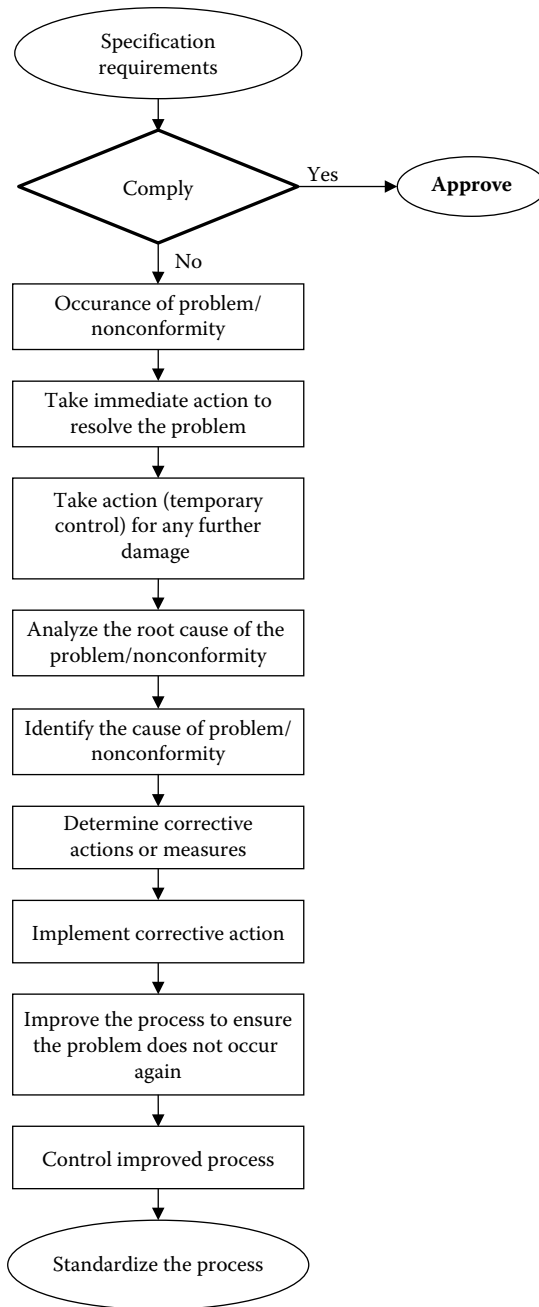 Specification
requirements
Comply
Yes
Approve
No
Occurance of problem/
nonconformity
Take immediate action to
resolve the problem
Take action (temporary
control) for any further
damage
Analyze the root cause of the
problem/nonconformity
Identify the cause of problem/
nonconformity
Determine corrective
actions or measures
Implement corrective action
Improve the process to ensure
the problem does not occur
again
Control improved process
Standardize the process